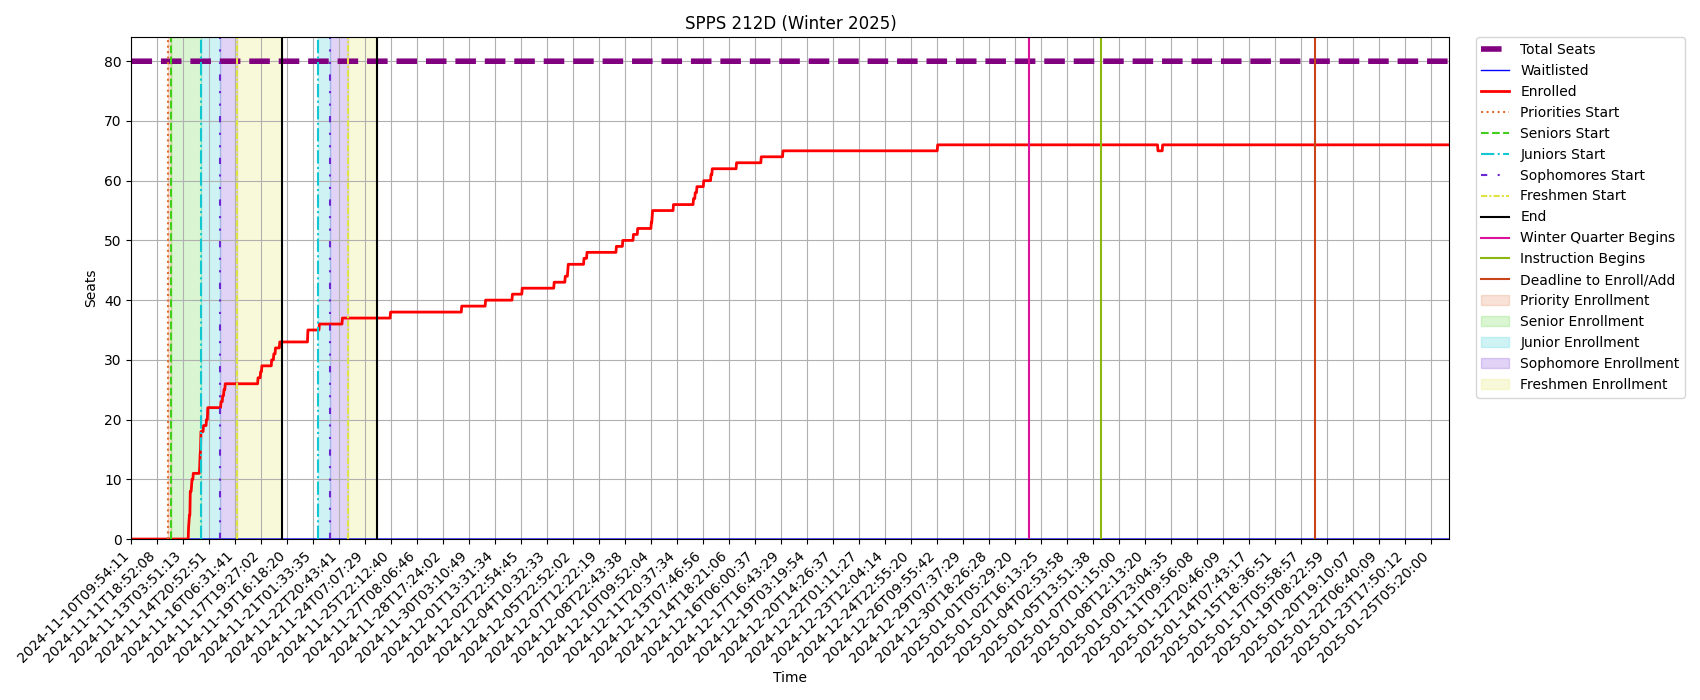 SPPS 212D (Winter 2025)
Seats
80
70
60
50
40
30
20
10
0
2024-11-10T09:54:11
2024-11-11T18:52:08
2024-11-13T03:51:13
2024-11-14T10:52:51
2024-11-16T06:31:41
2024-11-17T19:27:02
2024-11-19T16:18:20
2024-11-21T01:33:35
2024-11-22T20:43:41
2024-11-24T07:07:29
2024-11-25T22:12:40
2024-11-27T08:06:46
2024-11-28T17:24:02
2024-11-30T03:10:49
2024-12-01T13:31:34
2024-12-02T22:54:45
2024-12-04T10:32:33
2024-12-05T22:52:02
2024-12-07T12:22:19
2024-12-08T22:43:38
2024-12-10T09:52:04
2024-12-11T20:37:34
2024-12-13T07:46:56
2024-12-14T18:21:06
2024-12-16T06:00:37
2024-12-17T16:43:29
2024-12-19T03:19:54
2024-12-20T14:26:37
2024-12-22T01:11:27
2024-12-23T12:04:14
2024-12-24T22:55:20
2024-12-26T09:55:42
2024-12-29T07:37:29
2024-12-30T18:26:28
2025-01-01T05:29:20
2025-01-02T16:13:25
2025-01-04T02:53:58
2025-01-05T13:51:38
2025-01-07T01:15:00
2025-01-08T12:13:20
2025-01-09T23:04:35
2025-01-11T09:56:08
2025-01-12T20:46:09
2025-01-14T07:43:17
2025-01-15T18:36:51
2025-01-17T05:58:57
2025-01-19T08:22:59
2025-01-20T19:10:07
2025-01-22T06:40:09
2025-01-23T17:50:12
2025-01-25T05:20:00
Time
Total Seats
Waitlisted
Enrolled
Priorities Start
Seniors Start
Juniors Start
Sophomores Start
Freshmen Start
End
Winter Quarter Begins
Instruction Begins
Deadline to Enroll/Add
Priority Enrollment
Senior Enrollment
Junior Enrollment
Sophomore Enrollment
Freshmen Enrollment